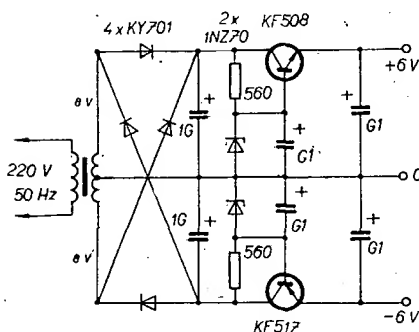 4 x KY701
2 x
1NZ70
KF508
+6 V
8 V
+
1G
560
+
G1
+
G1
220 V
50 Hz
0
8 V
1G
+
560
+
G1
+
G1
KF517
-6 V